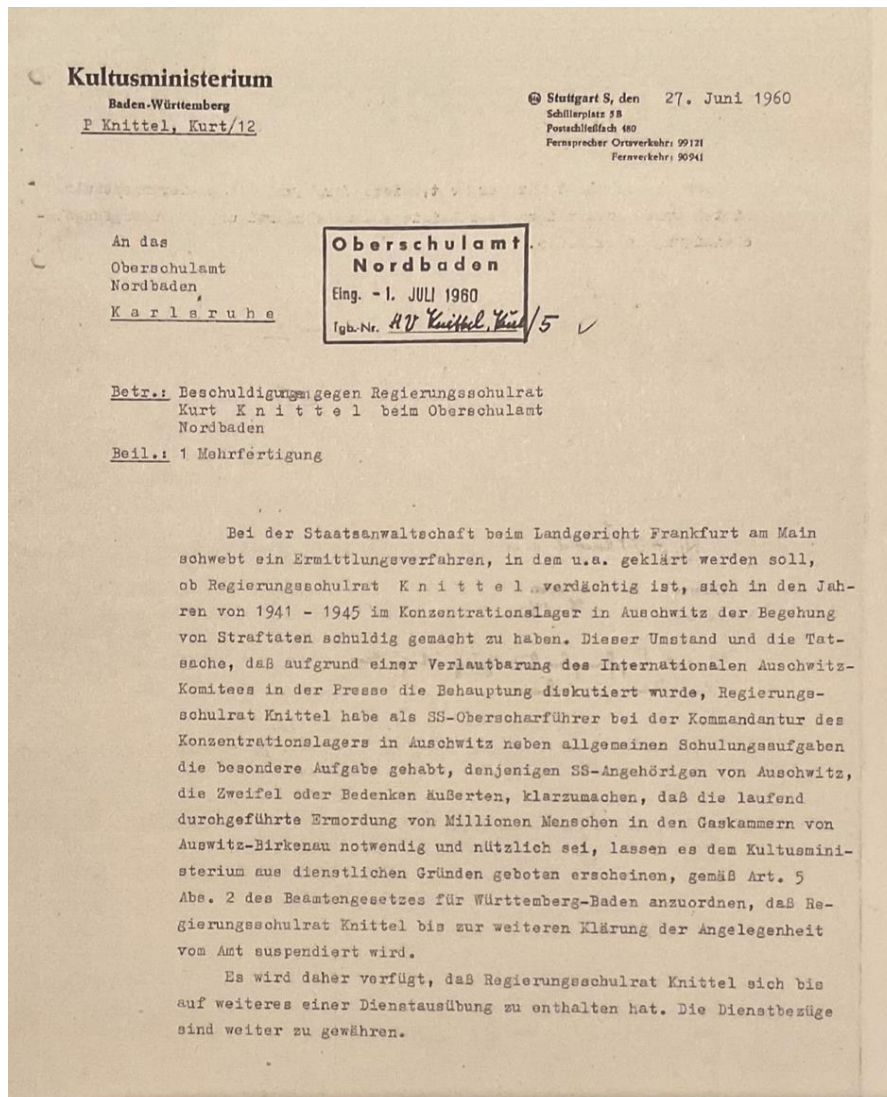 Kultusministerium
Baden-Württemberg
P Knittel, Kurt/12
Stuttgart S, den 27. Juni 1960
Schillerplatz 5B
Postschließfach 480
Fernsprecher Ortsverkehr: 99121
Fernverkehr: 90941
An das
Oberschulamt
Nordbaden
Karlsruhe
Oberschulamt
Nordbaden
Eing. -1. JULI 1960
Tgb.-Nr. AV Knittel, Kurt/5
Betr.: Beschuldigungen gegen Regierungsschulrat
Kurt Knittel beim Oberschulamt
Nordbaden
Beil.: 1 Mehrfertigung
Bei der Staatsanwaltschaft beim Landgericht Frankfurt am Main
schwebt ein Ermittlungsverfahren, in dem u.a. geklärt werden soll,
ob Regierungsschulrat Knittel verdächtig ist, sich in den Jah-
ren von 1941 - 1945 im Konzentrationslager in Auschwitz der Begehung
von Straftaten schuldig gemacht zu haben. Dieser Umstand und die Tat-
sache, daß aufgrund einer Verlautbarung des Internationalen Auschwitz-
Komitees in der Presse die Behauptung diskutiert wurde, Regierungs-
schulrat Knittel habe als SS-Oberscharführer bei der Kommandantur des
Konzentrationslagers in Auschwitz neben allgemeinen Schulungsaufgaben
die besondere Aufgabe gehabt, denjenigen SS-Angehörigen von Auschwitz,
die Zweifel oder Bedenken äußerten, klarzumachen, daß die laufend
durchgeführte Ermordung von Millionen Menschen in den Gaskammern von
Auswitz-Birkenau notwendig und nützlich sei, lassen es dem Kultusmini-
sterium aus dienstlichen Gründen geboten erscheinen, gemäß Art. 5
Abs. 2 des Beamtengesetzes für Württemberg-Baden anzuordnen, daß Re-
gierungsschulrat Knittel bis zur weiteren Klärung der Angelegenheit
vom Amt suspendiert wird.
Es wird daher verfügt, daß Regierungsschulrat Knittel sich bis
auf weiteres einer Dienstausübung zu enthalten hat. Die Dienstbezüge
sind weiter zu gewähren.